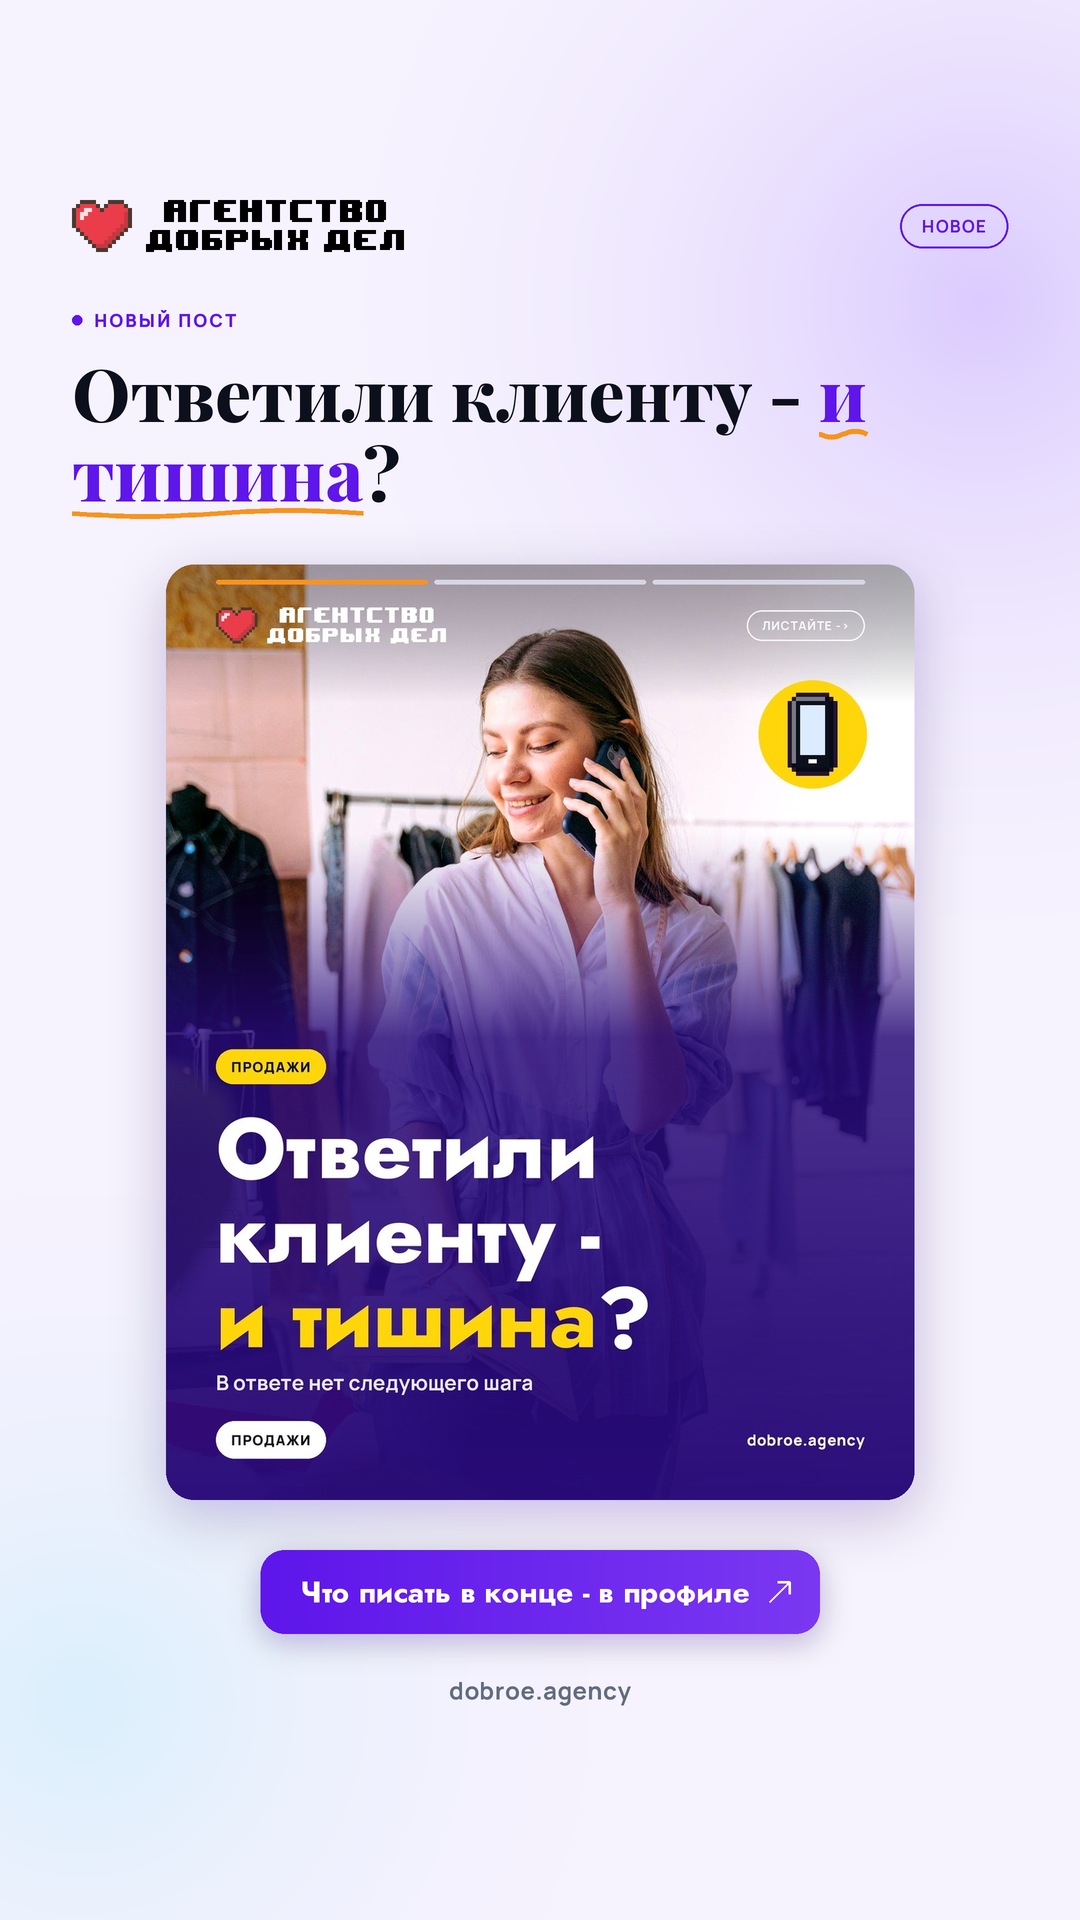 АГЕНТСТВО
ДОБРЫХ ДЕЛ
НОВОЕ
НОВЫЙ ПОСТ
Ответили клиенту - и
тишина?
АГЕНТСТВО
ДОБРЫХ ДЕЛ
ЛИСТАЙТЕ ->
ПРОДАЖИ
Ответили
клиенту -
и тишина?
В ответе нет следующего шага
ПРОДАЖИ
dobroe.agency
Что писать в конце - в профиле
dobroe.agency